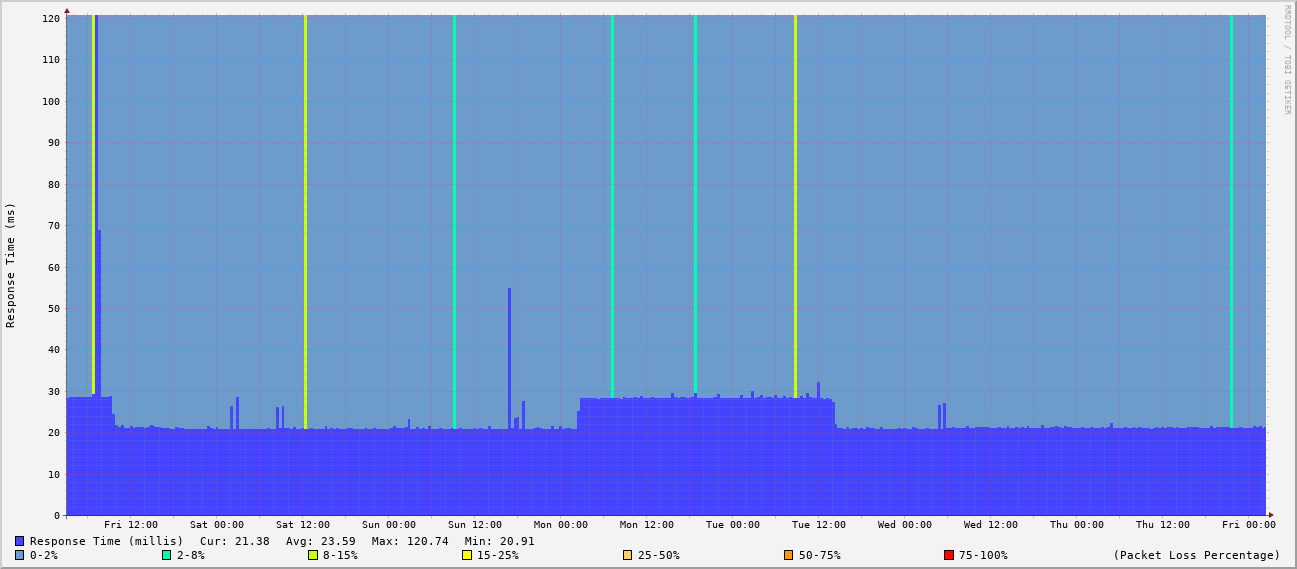 RRDTOOL / TOBI OETIKER
Response Time (ms)
120
110
100
90
80
70
60
50
40
30
20
10
0
Fri 12:00 Sat 00:00 Sat 12:00 Sun 00:00 Sun 12:00 Mon 00:00 Mon 12:00 Tue 00:00 Tue 12:00 Wed 00:00 Wed 12:00 Thu 00:00 Thu 12:00 Fri 00:00
Response Time (millis) Cur: 21.38 Avg: 23.59 Max: 120.74 Min: 20.91
0-2% 2-8% 8-15% 15-25% 25-50% 50-75% 75-100% (Packet Loss Percentage)